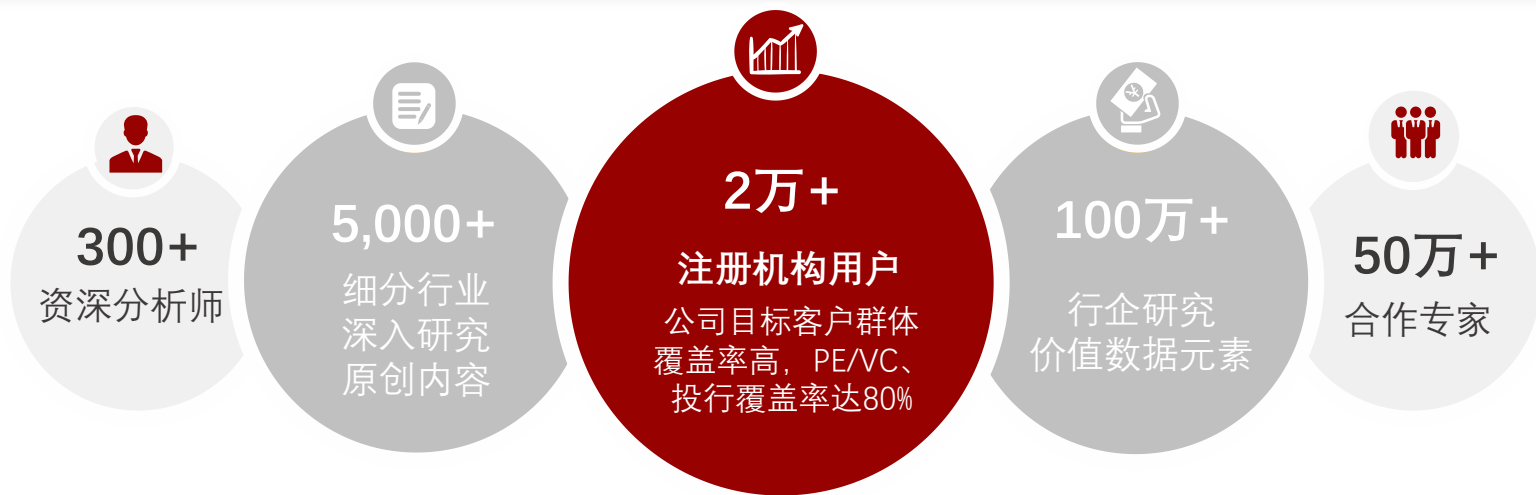 300+
资深分析师
5,000+
细分行业
深入研究
原创内容
2万+
注册机构用户
公司目标客户群体
覆盖率高，PE/VC、
投行覆盖率达80%
100万+
行企研究
价值数据元素
50万+
合作专家